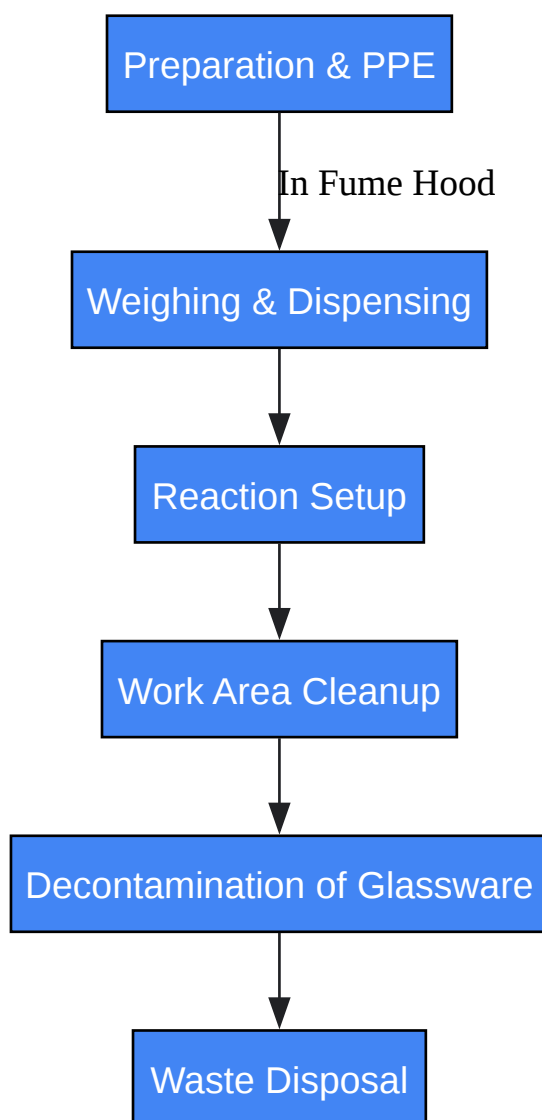 Preparation & PPE
In Fume Hood
Weighing & Dispensing
Reaction Setup
Work Area Cleanup
Decontamination of Glassware
Waste Disposal